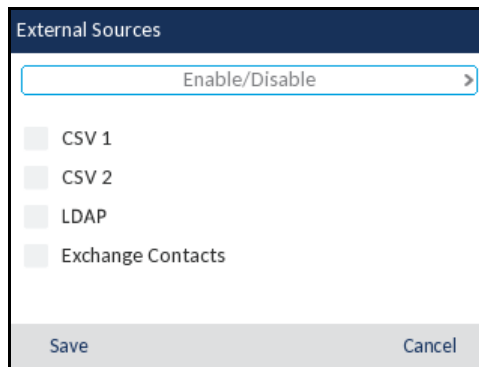 External Sources
Enable/Disable >
CSV 1
CSV 2
LDAP
Exchange Contacts
Save Cancel